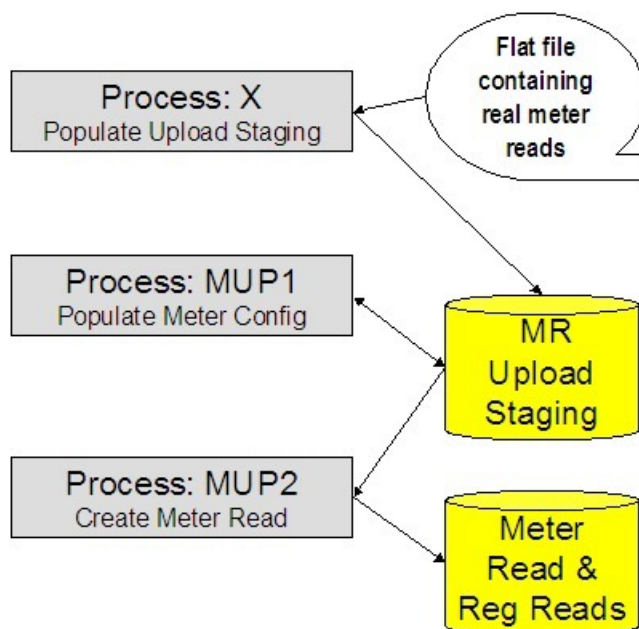 Flat file
containing
real meter
reads
Process: X
Populate Upload Staging
Process: MUP1
Populate Meter Config
MR
Upload
Staging
Process: MUP2
Create Meter Read
Meter
Read &
Reg Reads